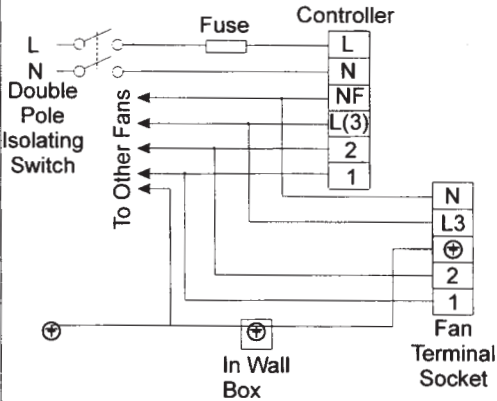 Controller
Fuse
L
N
Double
Pole
Isolating
Switch
To Other Fans
L
N
NF
L(3)
2
1
N
L3
2
1
Fan
Terminal
Socket
In Wall
Box